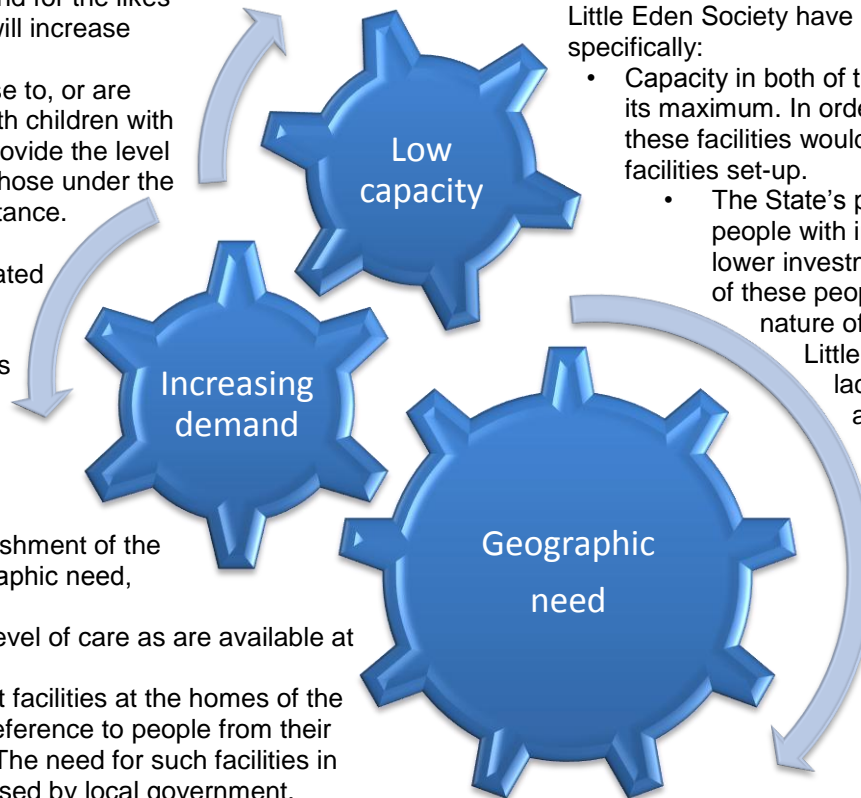 nd for the likes
will increase
se to, or are
th children with
ovide the level
hose under the
tance.
ated
s
Low
capacity
Little Eden Society have
specifically:
• Capacity in both of t
its maximum. In orde
these facilities would
facilities set-up.
• The State's p
people with i
lower investm
of these peop
nature of
Little
lac
a
Increasing
demand
Geographic
need
shment of the
aphic need,
evel of care as are available at
t facilities at the homes of the
eference to people from their
The need for such facilities in
sed by local government.